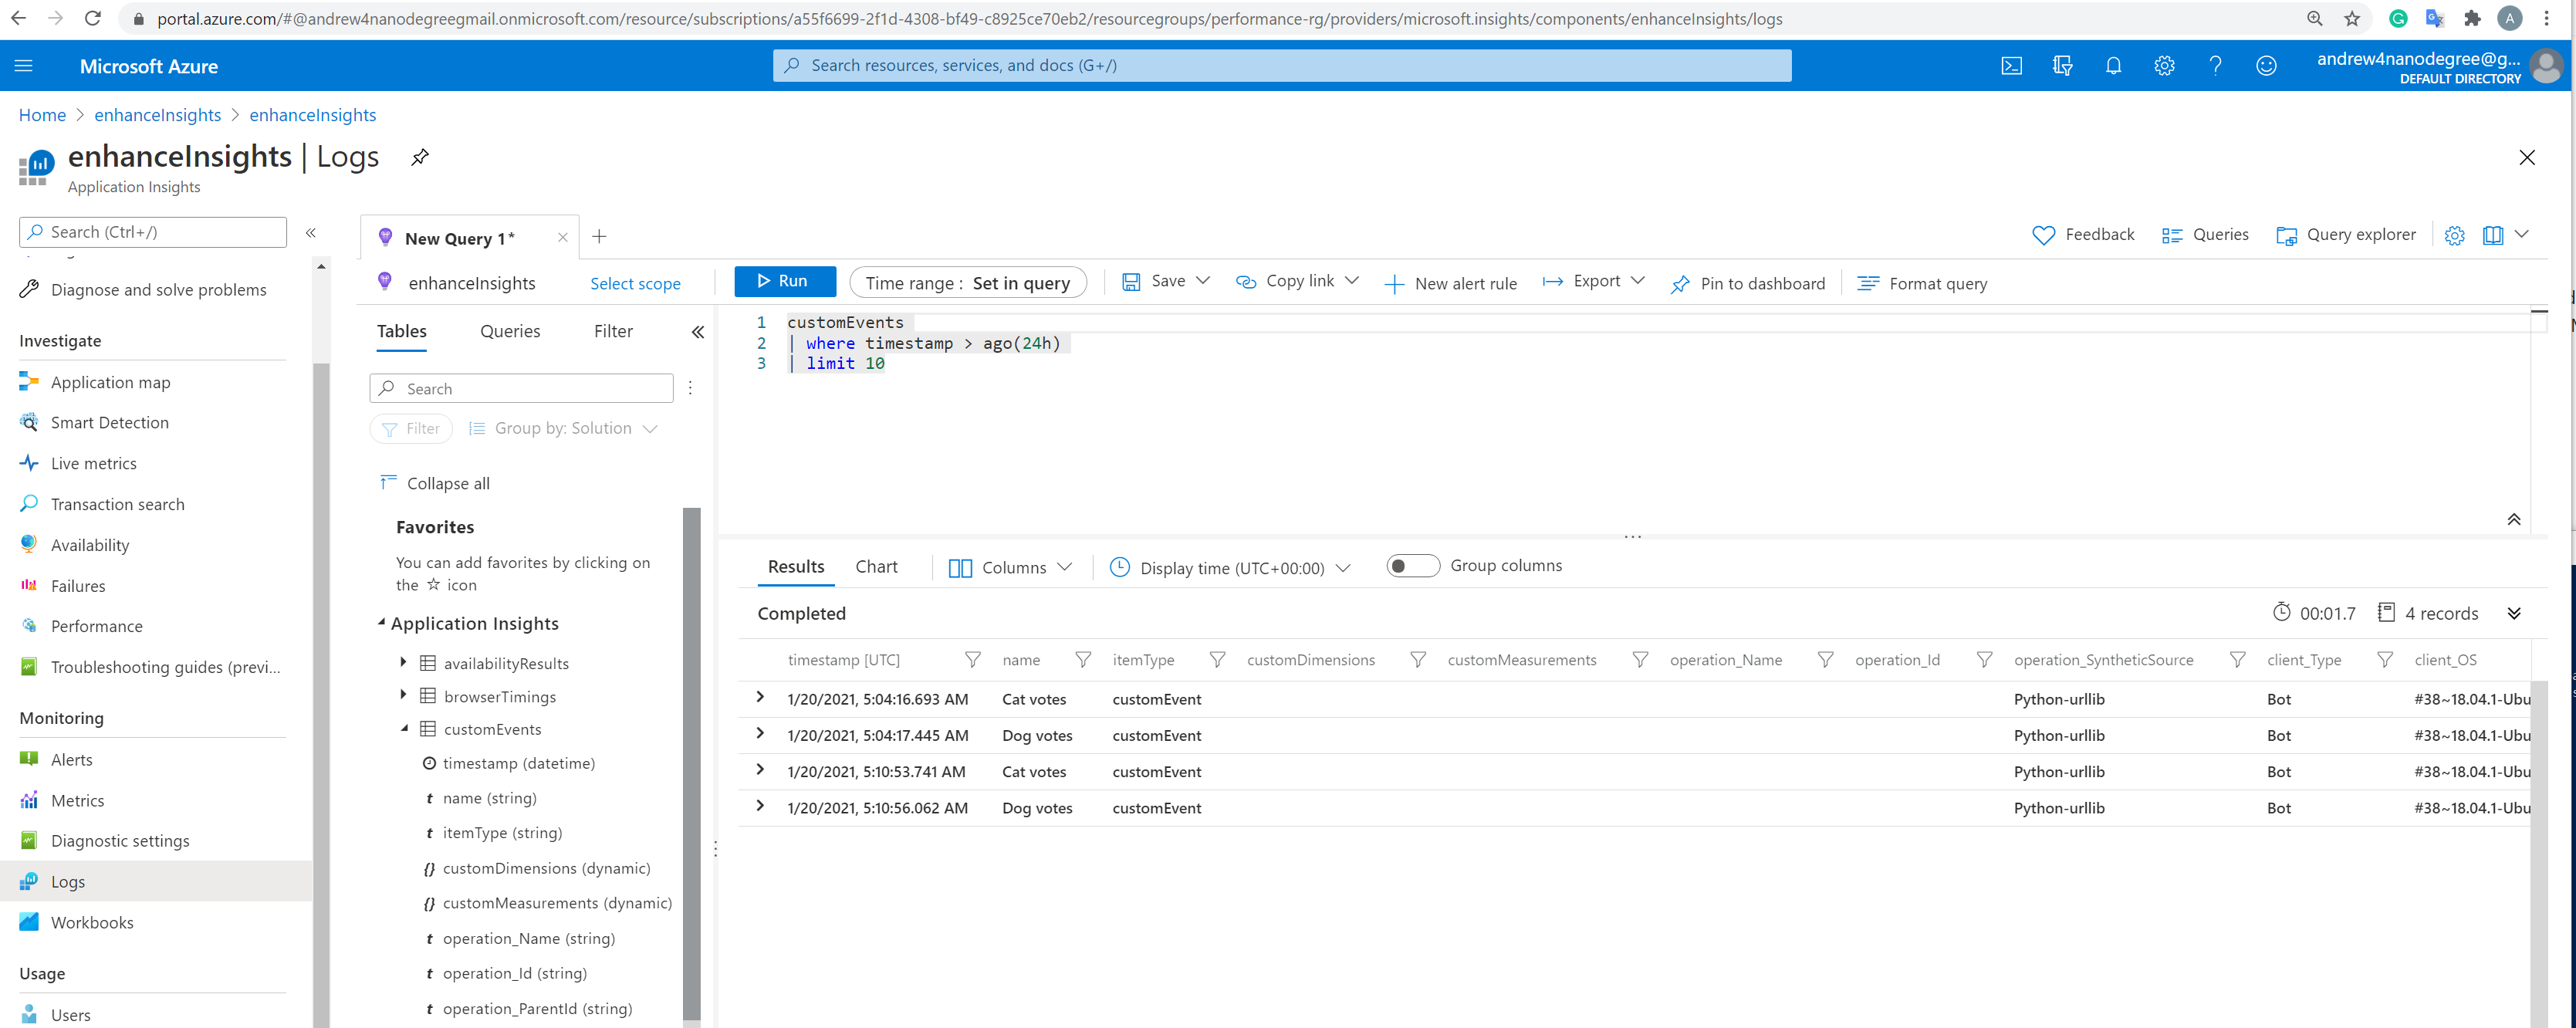 portal.azure.com/#@andrew4nanodegreegmail.onmicrosoft.com/resource/subscriptions/a55f6699-2f1d-4308-bf49-c8925ce70eb2/resourcegroups/performance-rg/providers/microsoft.insights/components/enhanceInsights/logs
A
Microsoft Azure
Search resources, services, and docs (G+/)
andrew4nanodegree@g...
DEFAULT DIRECTORY
Home > enhanceInsights > enhanceInsights
enhanceInsights | Logs
Application Insights
Search (Ctrl+/)
Diagnose and solve problems
Investigate
Application map
Smart Detection
Live metrics
Transaction search
Availability
Failures
Performance
Troubleshooting guides (previ...
Monitoring
Alerts
Metrics
Diagnostic settings
Logs
Workbooks
Usage
Users
New Query 1*
Feedback
Queries
Query explorer
enhanceInsights
Select scope
Run
Time range : Set in query
Save
Copy link
New alert rule
Export
Pin to dashboard
Format query
Tables
Queries
Filter
Search
Filter
Group by: Solution
Collapse all
Favorites
You can add favorites by clicking on
the ☆ icon
Application Insights
availabilityResults
browserTimings
customEvents
timestamp (datetime)
t name (string)
t itemType (string)
{} customDimensions (dynamic)
{} customMeasurements (dynamic)
t operation_Name (string)
t operation_Id (string)
t operation_ParentId (string)
1 customEvents
2 | where timestamp > ago(24h)
3 | limit 10
Results
Chart
Columns
Display time (UTC+00:00)
Group columns
Completed
00:01.7
4 records
timestamp [UTC] name itemType customDimensions customMeasurements operation_Name operation_Id operation_SyntheticSource client_Type client_OS
1/20/2021, 5:04:16.693 AM Cat votes customEvent Python-urllib Bot #38~18.04.1-Ubu
1/20/2021, 5:04:17.445 AM Dog votes customEvent Python-urllib Bot #38~18.04.1-Ubu
1/20/2021, 5:10:53.741 AM Cat votes customEvent Python-urllib Bot #38~18.04.1-Ubu
1/20/2021, 5:10:56.062 AM Dog votes customEvent Python-urllib Bot #38~18.04.1-Ubu